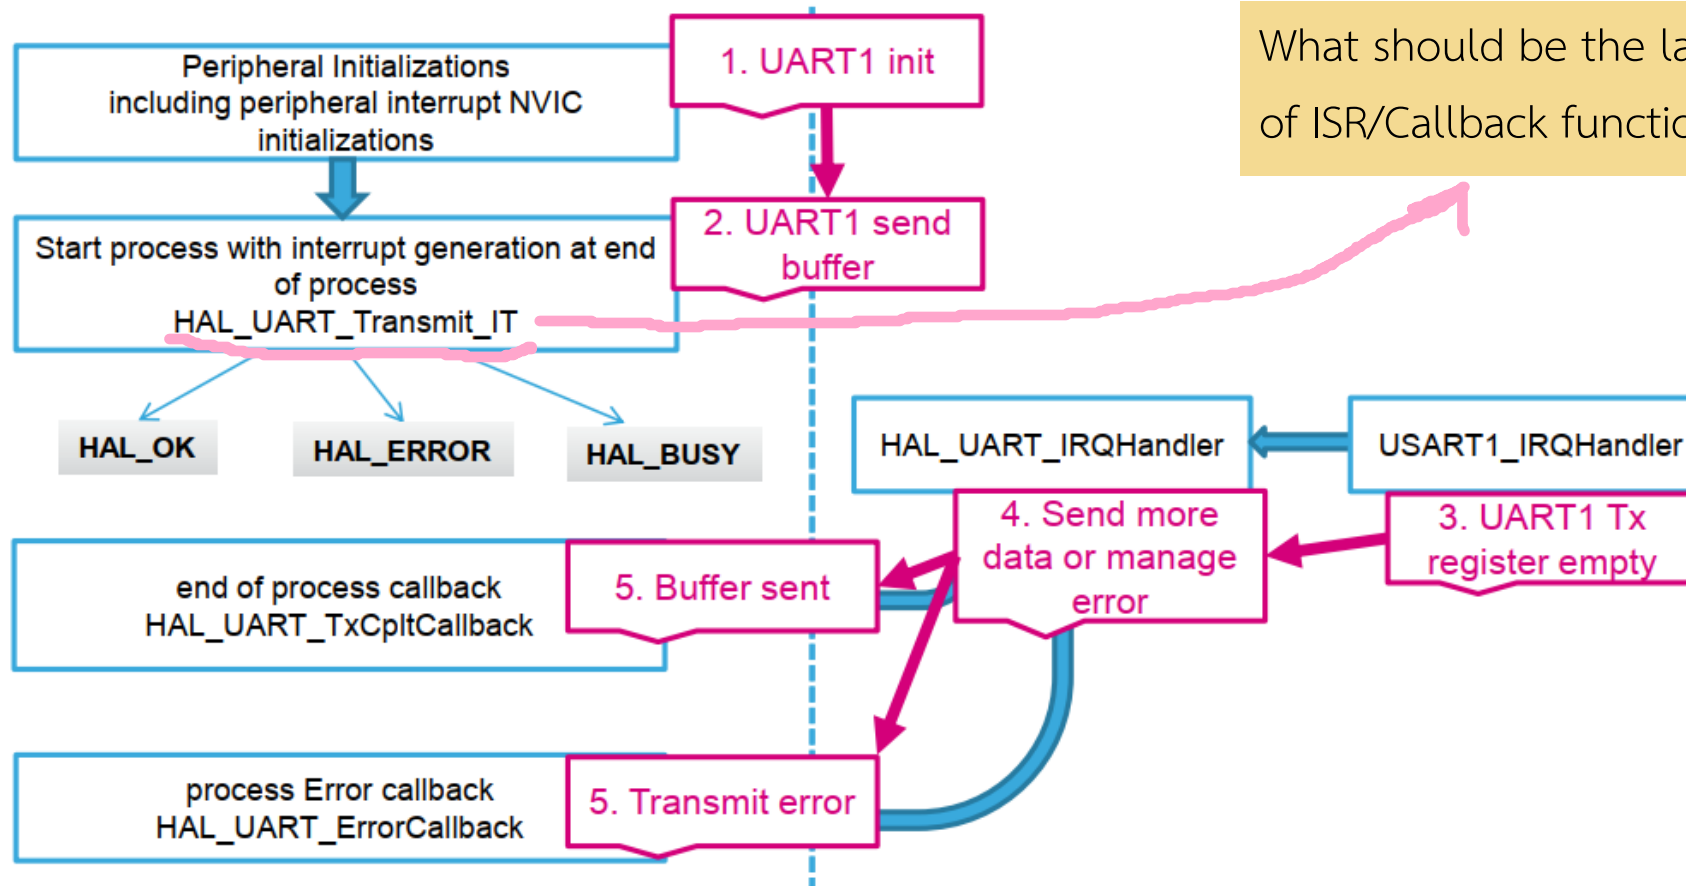 Peripheral Initializations
including peripheral interrupt NVIC
initializations
1. UART1 init
What should be the
of ISR/Callback
Start process with interrupt generation at end
of process
HAL_UART_Transmit_IT
2. UART1 send
buffer
HAL_OK
HAL_ERROR
HAL_BUSY
HAL_UART_IRQHandler
USART1_IRQHandler
4. Send more
data or manage
error
3. UART1 Tx
register empty
end of process callback
HAL_UART_TxCpltCallback
5. Buffer sent
process Error callback
HAL_UART_ErrorCallback
5. Transmit error